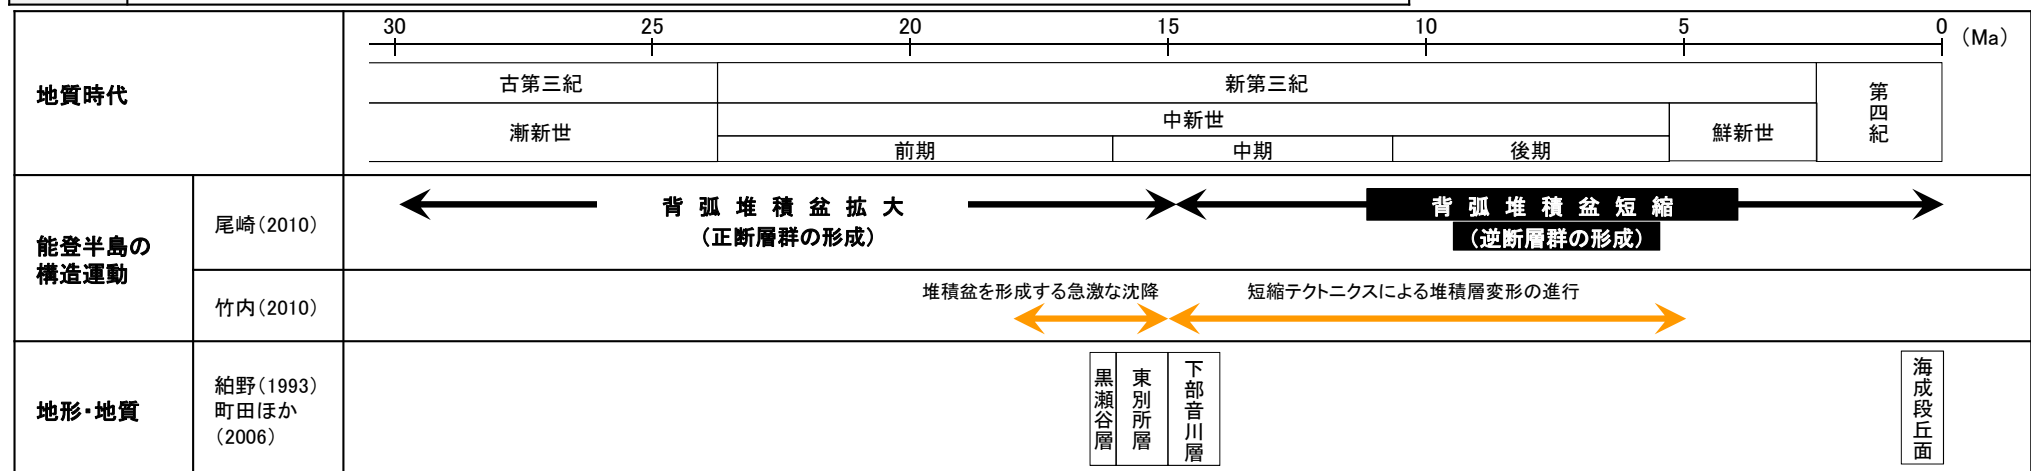 30 25 20 15 10 5 0 (Ma)
地質時代
古第三紀 新第三紀 第四紀
漸新世 中新世 鮮新世
前期 中期 後期
能登半島の
構造運動
尾崎(2010)
背弧堆積盆拡大
(正断層群の形成)
背弧堆積盆短縮
(逆断層群の形成)
竹内(2010)
堆積盆を形成する急激な沈降
短縮テクトニクスによる堆積層変形の進行
地形・地質
絈野(1993)
町田ほか
(2006)
黒瀬谷層
東別所層
下部音川層
海成段丘面